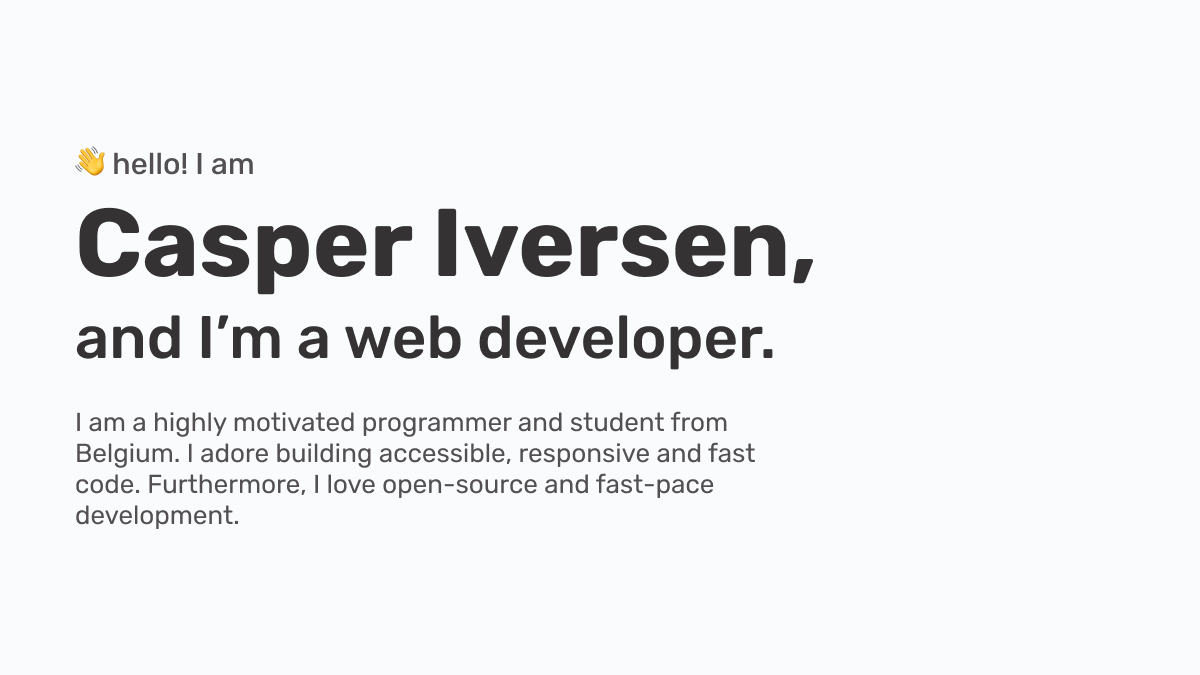 👋 hello! I am
Casper Iversen,
and I’m a web developer.
I am a highly motivated programmer and student from
Belgium. I adore building accessible, responsive and fast
code. Furthermore, I love open-source and fast-pace
development.